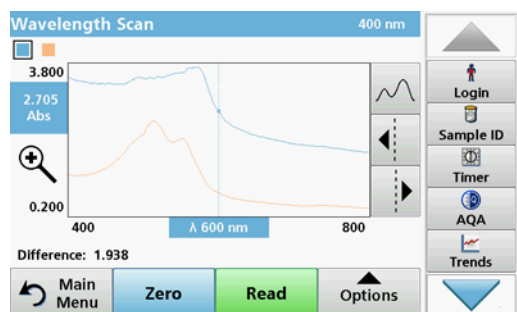 Wavelength Scan 400 nm
3.800
2.705
Abs
0.200
400 λ 600 nm 800
Difference: 1.938
Main
Menu
Zero
Read
Options
Login
Sample ID
Timer
AQA
Trends